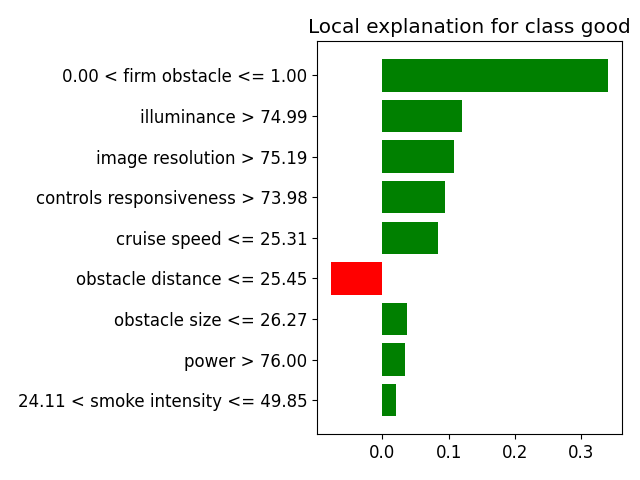 Local explanation for class good
0.00 < firm obstacle <= 1.00
illuminance > 74.99
image resolution > 75.19
controls responsiveness > 73.98
cruise speed <= 25.31
obstacle distance <= 25.45
obstacle size <= 26.27
power > 76.00
24.11 < smoke intensity <= 49.85
0.0 0.1 0.2 0.3